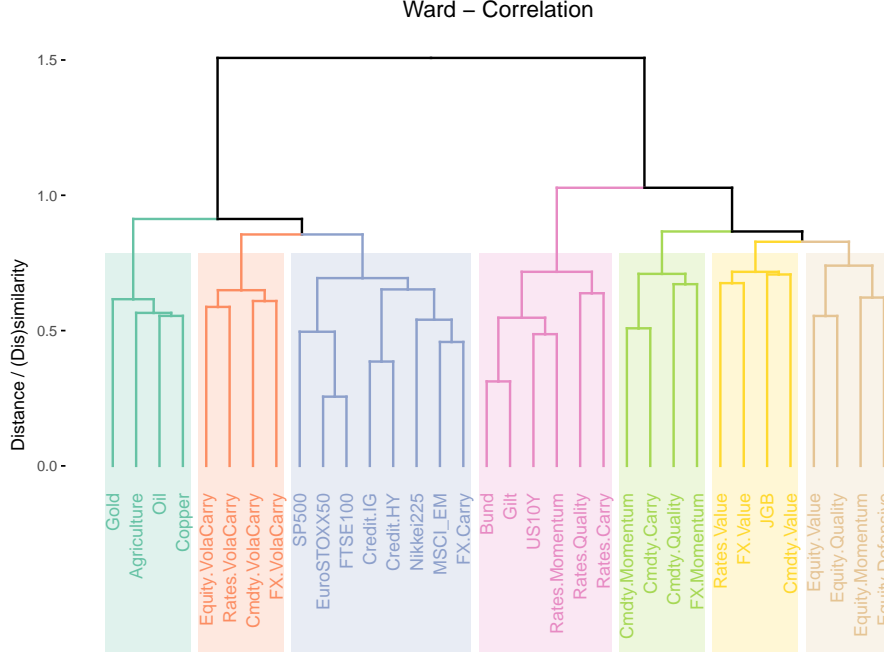 Ward – Correlation
Distance / (Dis)similarity
1.5
1.0
0.5
0.0
Gold
Agriculture
Oil
Copper
Equity.VolaCarry
Rates.VolaCarry
Cmdty.VolaCarry
FX.VolaCarry
SP500
EuroSTOXX50
FTSE100
Credit.IG
Credit.HY
Nikkei225
MSCI_EM
FX.Carry
Bund
Gilt
US10Y
Rates.Momentum
Rates.Quality
Rates.Carry
Cmdty.Momentum
Cmdty.Carry
Cmdty.Quality
FX.Momentum
Rates.Value
FX.Value
JGB
Cmdty.Value
Equity.Value
Equity.Quality
Equity.Momentum
Equity.Defensive